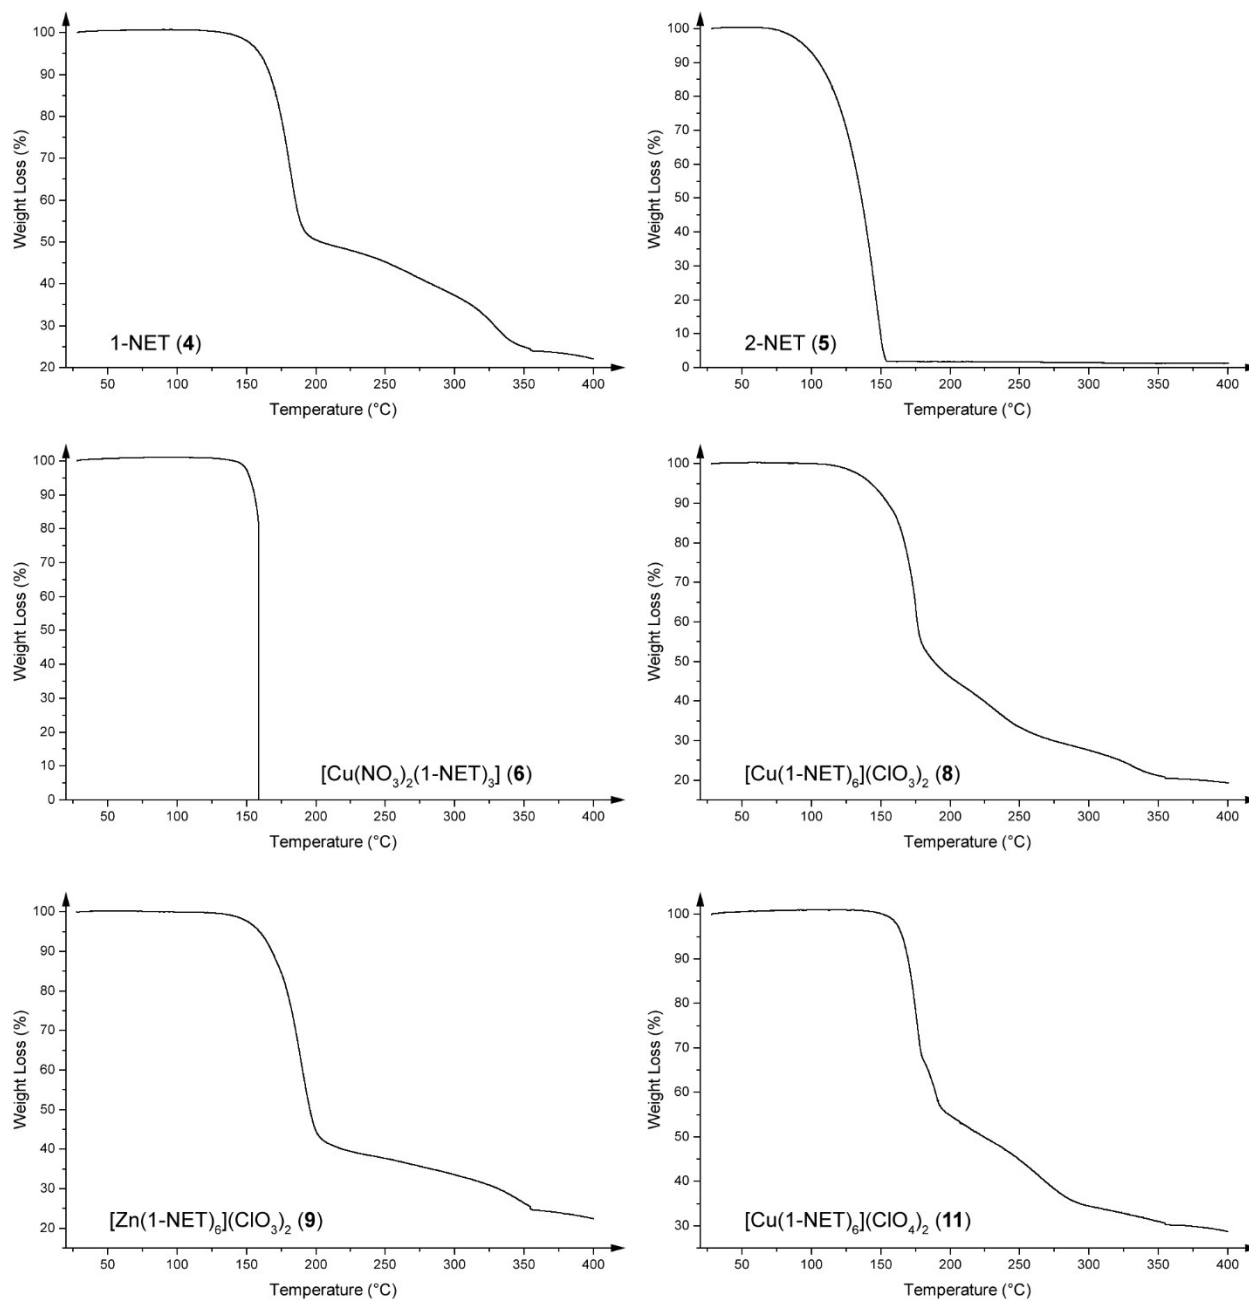 100
90
80
70
60
50
40
30
20
Weight Loss (%)
1-NET (4)
50 100 150 200 250 300 350 400
Temperature (°C)
100
90
80
70
60
50
40
30
20
10
0
Weight Loss (%)
2-NET (5)
50 100 150 200 250 300 350 400
Temperature (°C)
100
90
80
70
60
50
40
30
20
10
0
Weight Loss (%)
[Cu(NO₃)₂(1-NET)₃] (6)
50 100 150 200 250 300 350 400
Temperature (°C)
100
90
80
70
60
50
40
30
20
Weight Loss (%)
[Cu(1-NET)₆](ClO₃)₂ (8)
50 100 150 200 250 300 350 400
Temperature (°C)
100
90
80
70
60
50
40
30
20
Weight Loss (%)
[Zn(1-NET)₆](ClO₃)₂ (9)
50 100 150 200 250 300 350 400
Temperature (°C)
100
90
80
70
60
50
40
30
Weight Loss (%)
[Cu(1-NET)₆](ClO₄)₂ (11)
50 100 150 200 250 300 350 400
Temperature (°C)